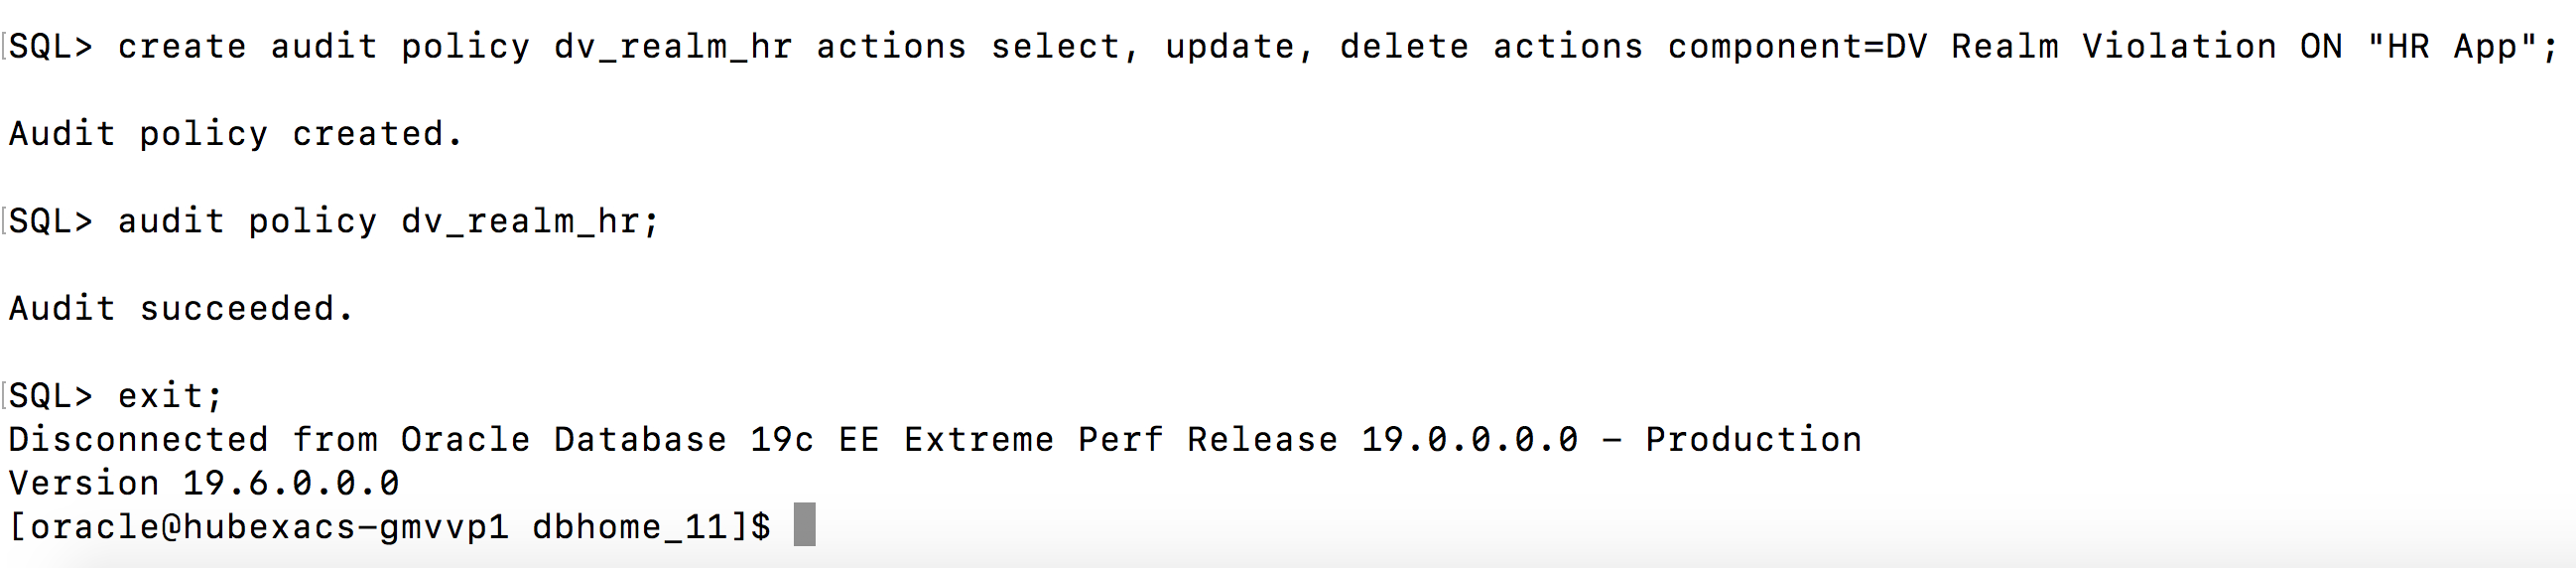 [SQL> create audit policy dv_realm_hr actions select, update, delete actions component=DV Realm Violation ON "HR App";
Audit policy created.
[SQL> audit policy dv_realm_hr;
Audit succeeded.
[SQL> exit;
Disconnected from Oracle Database 19c EE Extreme Perf Release 19.0.0.0.0 - Production
Version 19.6.0.0.0
[oracle@hubexacs-gmvvp1 dbhome_11]$